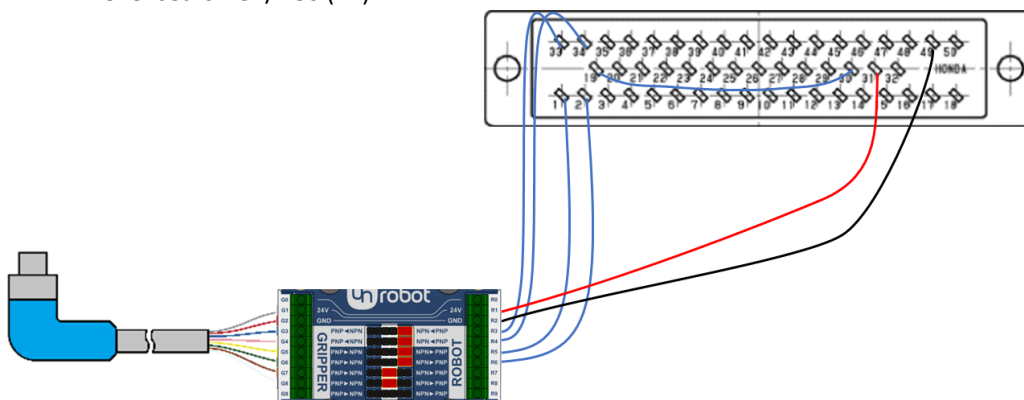 33 34 35 36 37 38 39 40 41 42 43 44 45 46 47 48 49 50
19 20 21 22 23 24 25 26 27 28 29 30 31 32 HONDA
1 2 3 4 5 6 7 8 9 10 11 12 13 14 15 16 17 18
robot
G0 R0
G1 24V 24V R1
G2 GND GND R2
G3 PNP◄NPN NPN◄PNP R3
G4 PNP◄NPN NPN◄PNP R4
G5 PNP►NPN NPN►PNP R5
G6 PNP►NPN NPN►PNP R6
G7 PNP►NPN NPN►PNP R7
G8 PNP►NPN NPN►PNP R8
G9 PNP►NPN NPN►PNP R9
GRIPPER
ROBOT